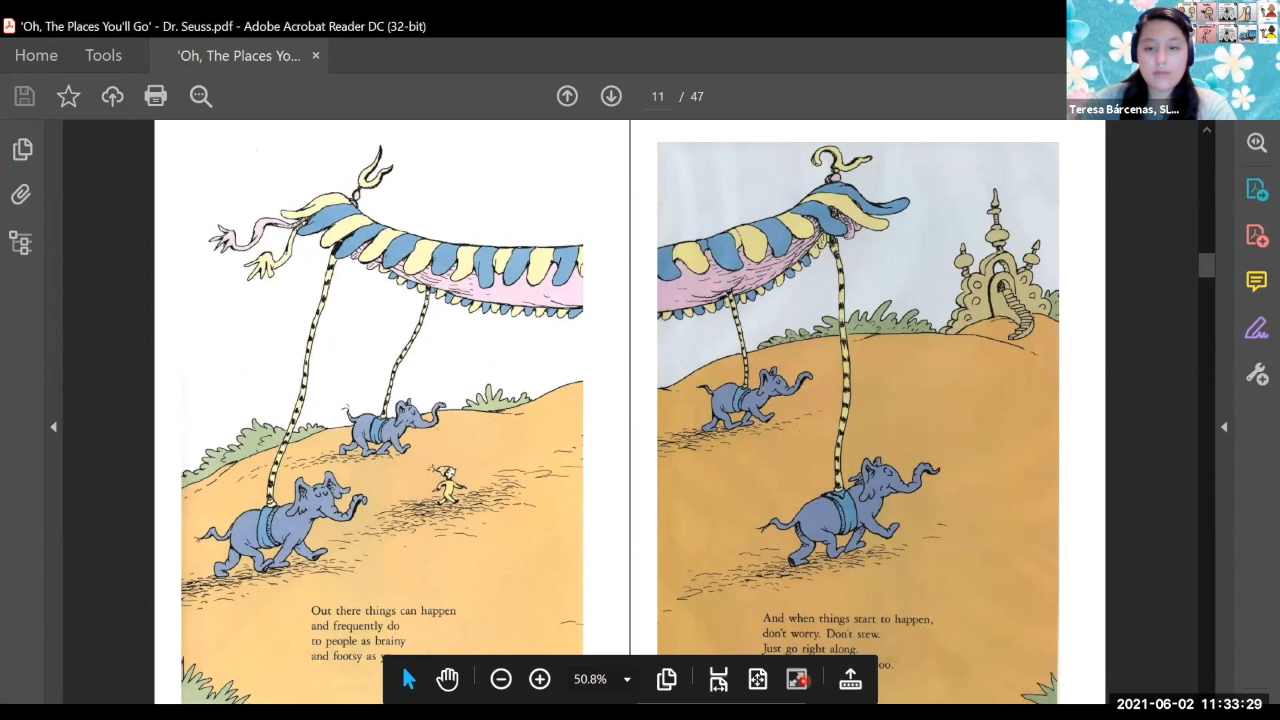 'Oh, The Places You'll Go' - Dr. Seuss.pdf - Adobe Acrobat Reader DC (32-bit)
Home Tools 'Oh, The Places Yo... ×
11 / 47
Teresa Bárcenas, SL...
Out there things can happen
and frequently do
to people as brainy
and footsy as
And when things start to happen,
don't worry. Don't stew.
Just go right along.
50.8%
2021-06-02 11:33:29